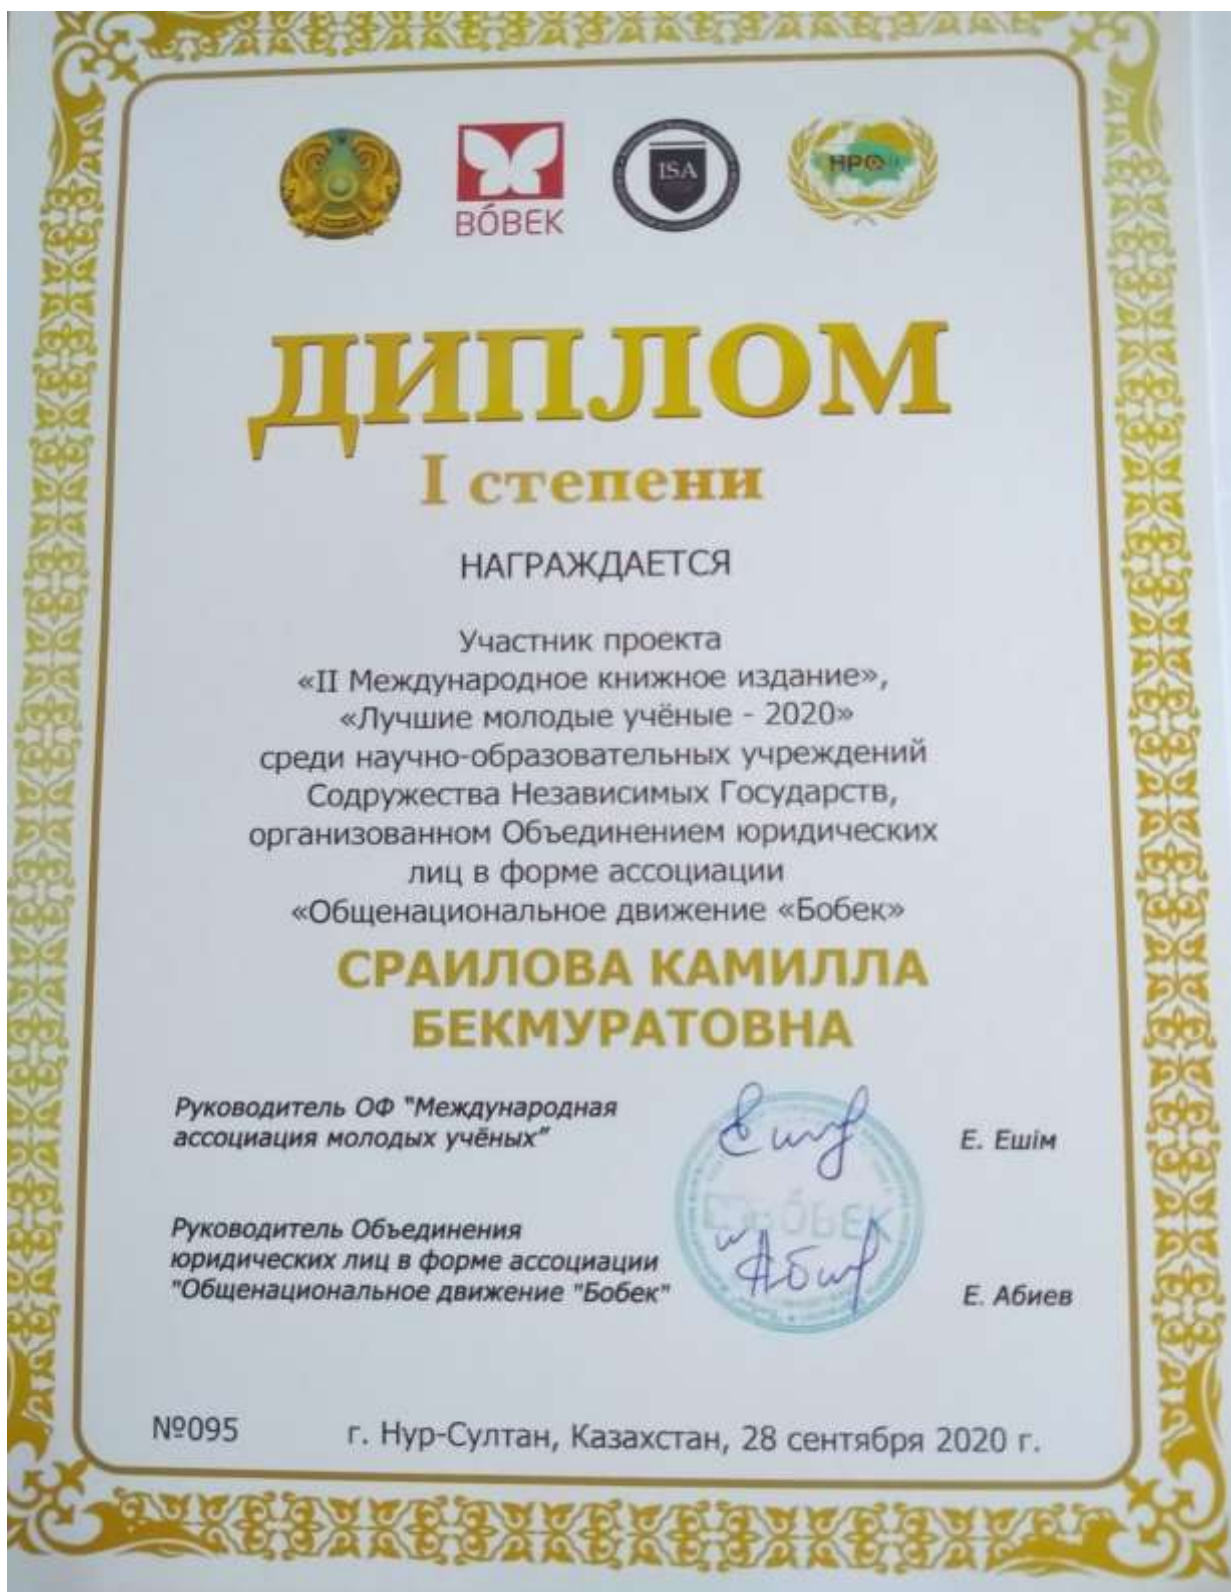 BÓBEK
ISA
НРО
ДИПЛОМ
I степени
НАГРАЖДАЕТСЯ
Участник проекта
«II Международное книжное издание»,
«Лучшие молодые учёные - 2020»
среди научно-образовательных учреждений
Содружества Независимых Государств,
организованном Объединением юридических
лиц в форме ассоциации
«Общенациональное движение «Бобек»
СРАИЛОВА КАМИЛЛА
БЕКМУРАТОВНА
Руководитель ОФ "Международная
ассоциация молодых учёных"
Е. Ешім
BÓBEK
Руководитель Объединения
юридических лиц в форме ассоциации
"Общенациональное движение "Бобек"
Е. Абиев
№095
г. Нур-Султан, Казахстан, 28 сентября 2020 г.